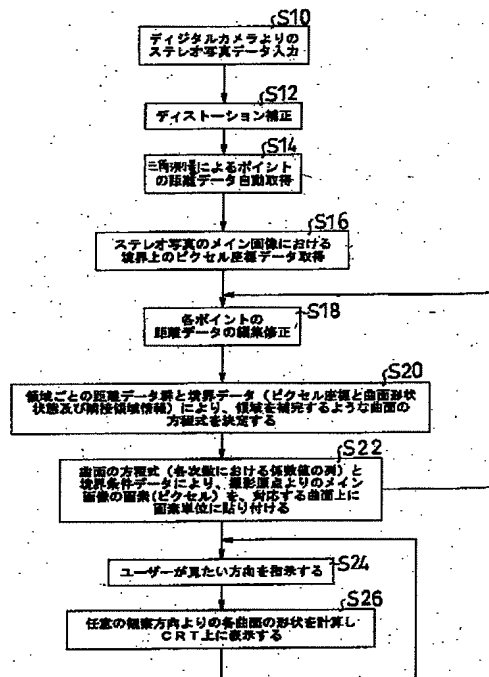 S10
ディジタルカメラよりの
ステレオ写真データ入力
S12
ディストーション補正
S14
三角測量によるポイント
の距離データ自動取得
S16
ステレオ写真のメイン画像における
境界上のピクセル座標データ取得
S18
各ポイントの
距離データの編集修正
S20
領域ごとの距離データ群と境界データ（ピクセル座標と曲面形状
状態及び隣接領域情報）により、領域を補完するような曲面の
方程式を決定する
S22
曲面の方程式（各次数における係数値の列）と
境界条件データにより、撮影原点よりのメイン
画像の画素(ピクセル)を、対応する曲面上に
画素単位に貼り付ける
S24
ユーザーが見たい方向を指示する
S26
任意の観察方向よりの各曲面の形状を計算し
CRT上に表示する